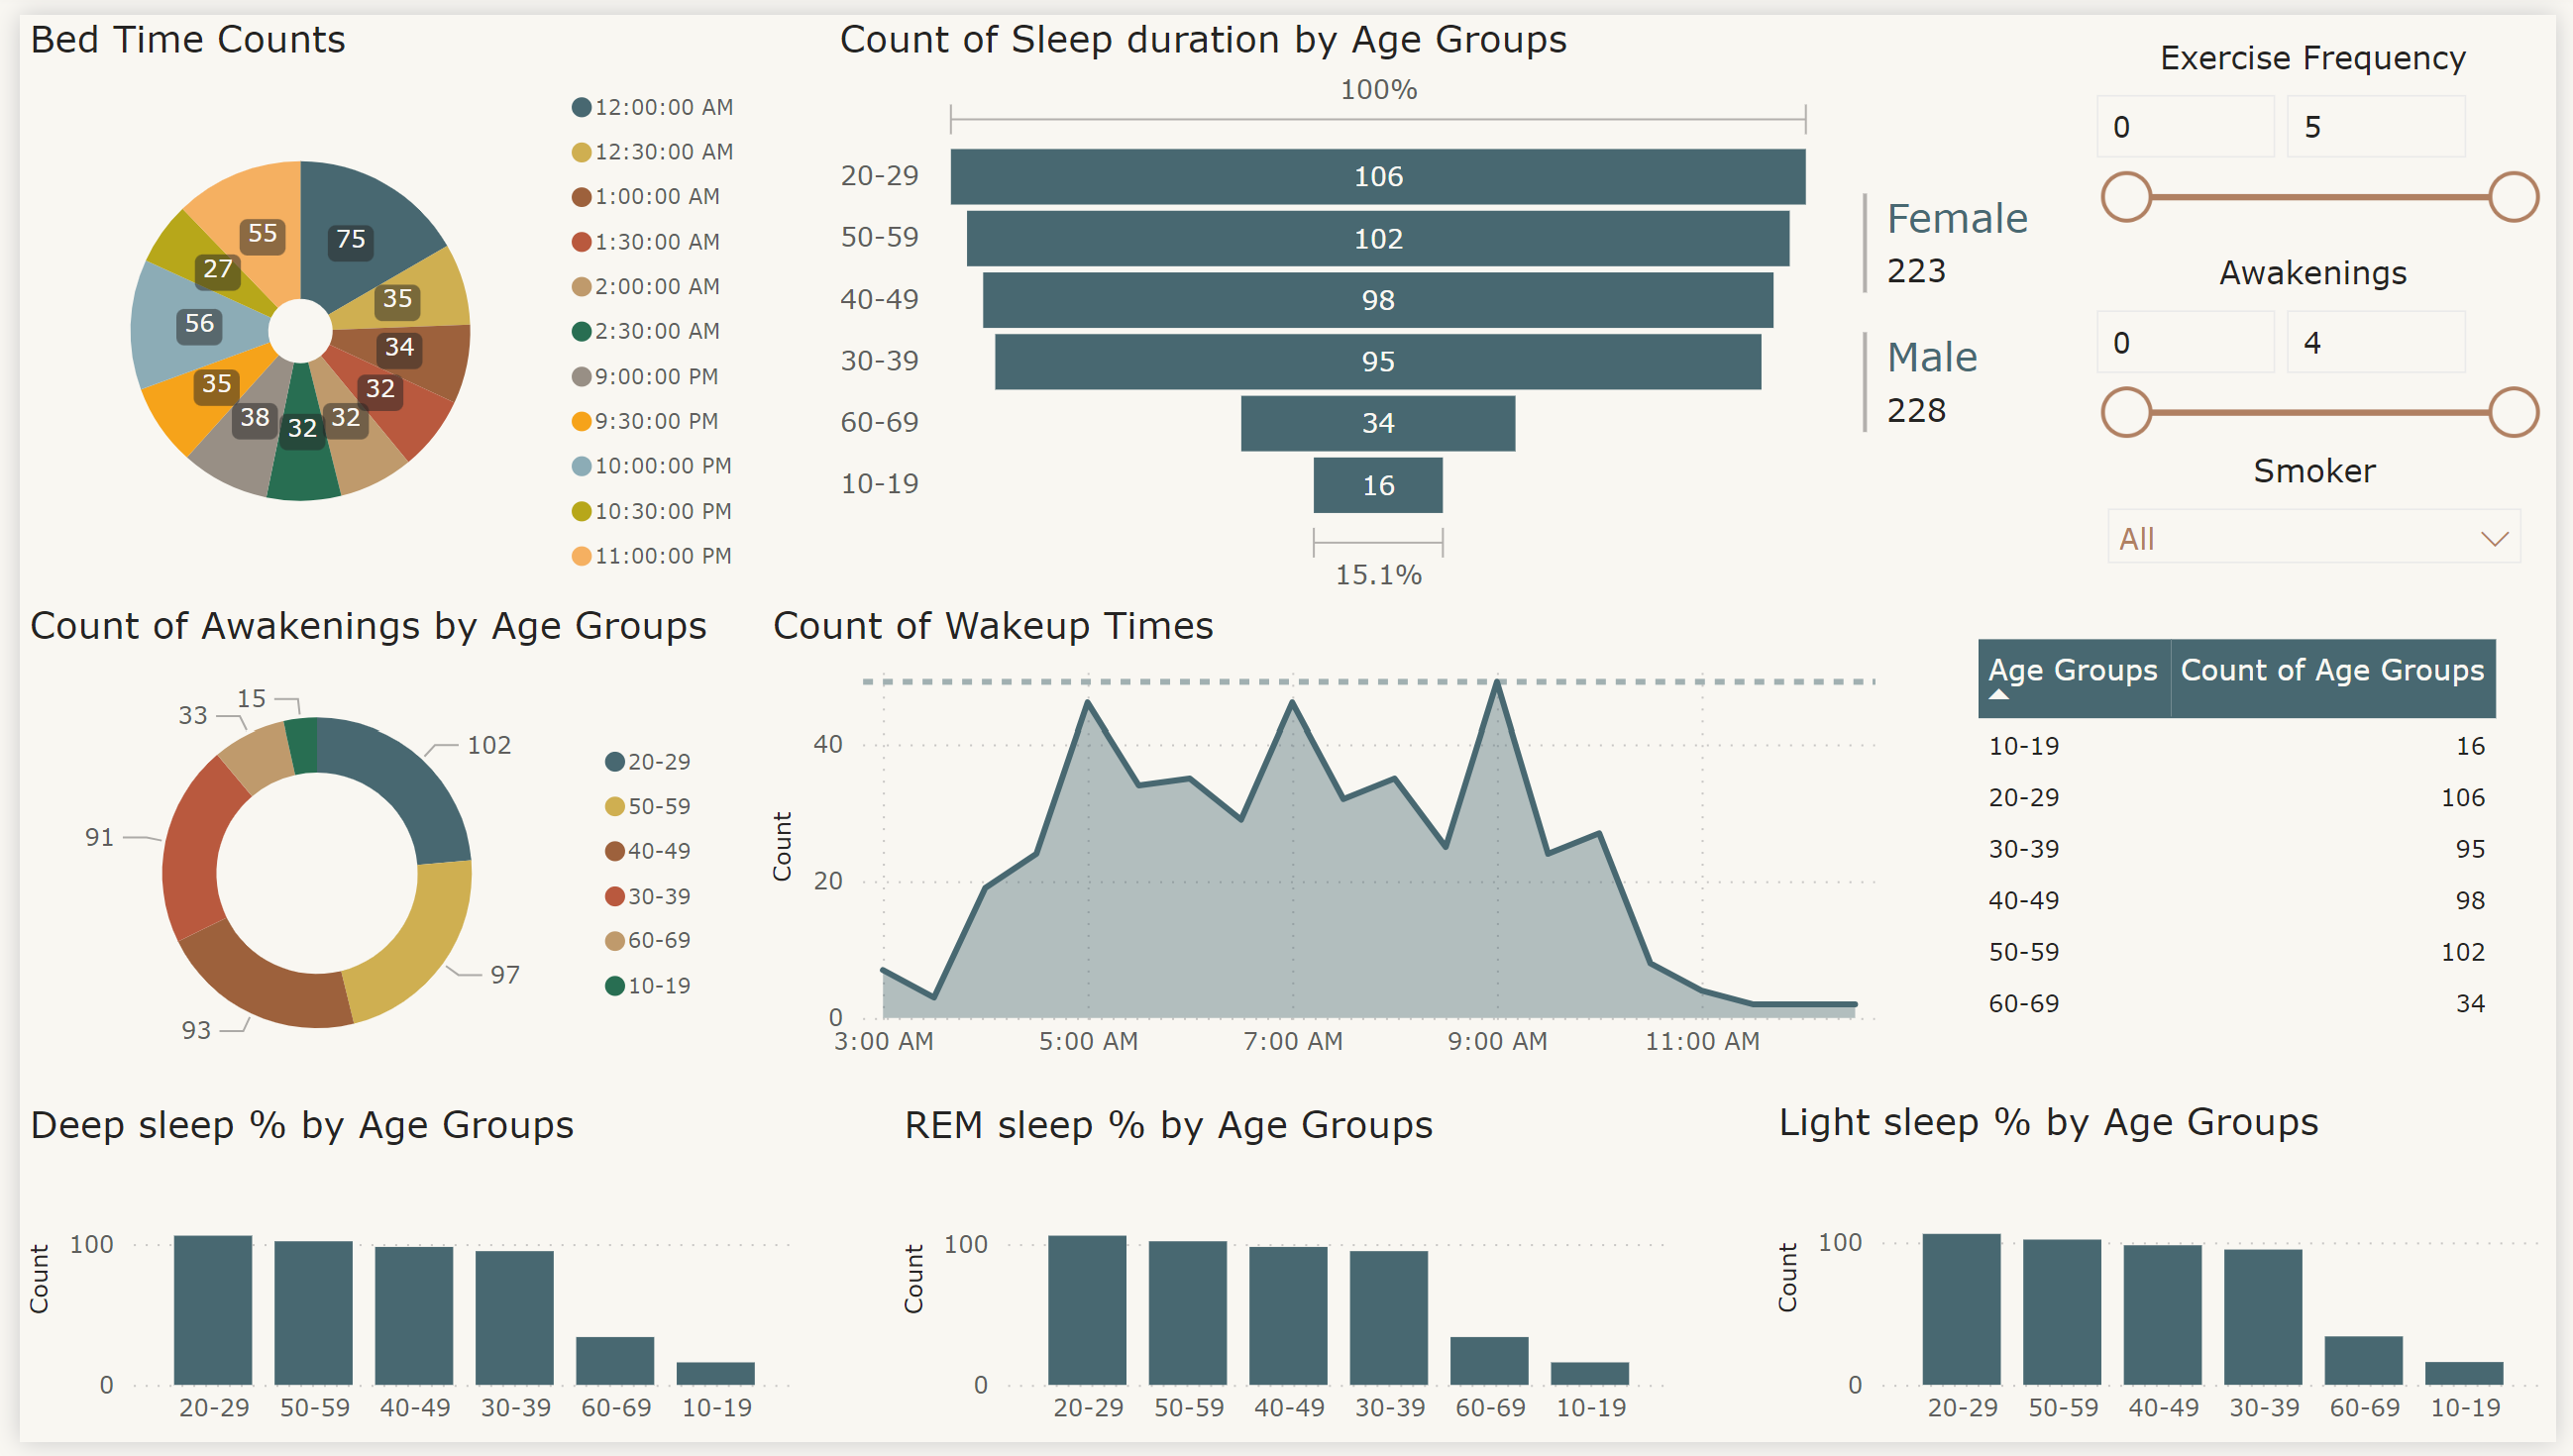 Bed Time Counts
75
35
34
32
32
32
38
35
56
27
55
12:00:00 AM
12:30:00 AM
1:00:00 AM
1:30:00 AM
2:00:00 AM
2:30:00 AM
9:00:00 PM
9:30:00 PM
10:00:00 PM
10:30:00 PM
11:00:00 PM
Count of Sleep duration by Age Groups
100%
20-29 106
50-59 102
40-49 98
30-39 95
60-69 34
10-19 16
15.1%
Female
223
Male
228
Exercise Frequency
0 5
Awakenings
0 4
Smoker
All
Count of Awakenings by Age Groups
15
33
102
91
97
93
20-29
50-59
40-49
30-39
60-69
10-19
Count of Wakeup Times
Count
40
20
0
3:00 AM 5:00 AM 7:00 AM 9:00 AM 11:00 AM
Age Groups Count of Age Groups
10-19 16
20-29 106
30-39 95
40-49 98
50-59 102
60-69 34
Deep sleep % by Age Groups
Count
100
0
20-29 50-59 40-49 30-39 60-69 10-19
REM sleep % by Age Groups
Count
100
0
20-29 50-59 40-49 30-39 60-69 10-19
Light sleep % by Age Groups
Count
100
0
20-29 50-59 40-49 30-39 60-69 10-19